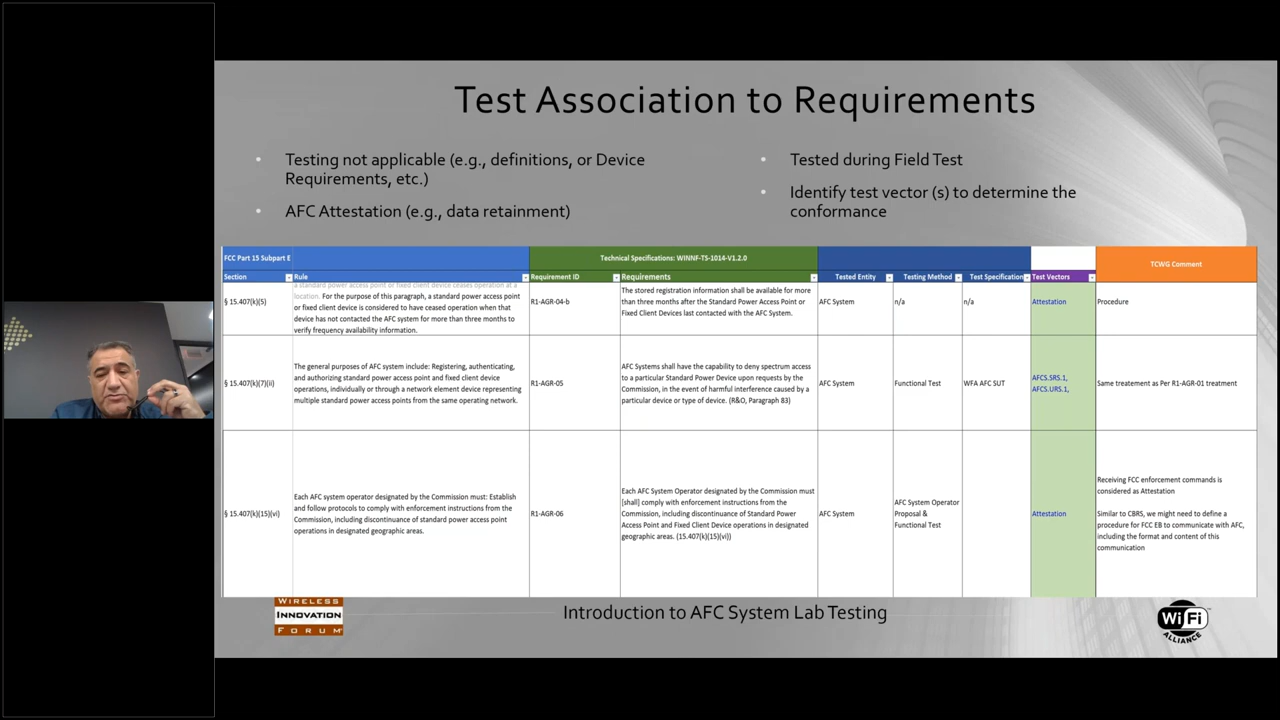 Test Association to Requirements
• Testing not applicable (e.g., definitions, or Device
Requirements, etc.)
• AFC Attestation (e.g., data retainment)
• Tested during Field Test
• Identify test vector (s) to determine the
conformance
FCC Part 15 Subpart E
Technical Specifications: WINNF-TS-1014-V1.2.0
TCWG Comment
Section
Rule
Requirement ID
Requirements
Tested Entity
Testing Method
Test Specification
Test Vectors
§ 15.407(k)(5)
a standard power access point or fixed client device ceases operation at a
location. For the purpose of this paragraph, a standard power access point
or fixed client device is considered to have ceased operation when that
device has not contacted the AFC system for more than three months to
verify frequency availability information.
R1-AGR-04-b
The stored registration information shall be available for more
than three months after the Standard Power Access Point or
Fixed Client Devices last contacted with the AFC System.
AFC System
n/a
n/a
Attestation
Procedure
§ 15.407(k)(7)(ii)
The general purposes of AFC system include: Registering, authenticating,
and authorizing standard power access point and fixed client device
operations, individually or through a network element device representing
multiple standard power access points from the same operating network.
R1-AGR-05
AFC Systems shall have the capability to deny spectrum access
to a particular Standard Power Device upon requests by the
Commission, in the event of harmful interference caused by a
particular device or type of device. (R&O, Paragraph 83)
AFC System
Functional Test
WFA AFC SUT
AFCS.SRS.1,
AFCS.URS.1,
Same treatement as Per R1-AGR-01 treatment
§ 15.407(k)(15)(vi)
Each AFC system operator designated by the Commission must: Establish
and follow protocols to comply with enforcement instructions from the
Commission, including discontinuance of standard power access point
operations in designated geographic areas.
R1-AGR-06
Each AFC System Operator designated by the Commission must
[shall] comply with enforcement instructions from the
Commission, including discontinuance of Standard Power
Access Point and Fixed Client Device operations in designated
geographic areas. (15.407(k)(15)(vi))
AFC System
AFC System Operator
Proposal &
Functional Test
Attestation
Receiving FCC enforcement commands is
considered as Attestation
Similar to CBRS, we might need to define a
procedure for FCC EB to communicate with AFC,
including the format and content of this
communication
WIRELESS
INNOVATION
FORUM
Introduction to AFC System Lab Testing
Wi Fi
ALLIANCE